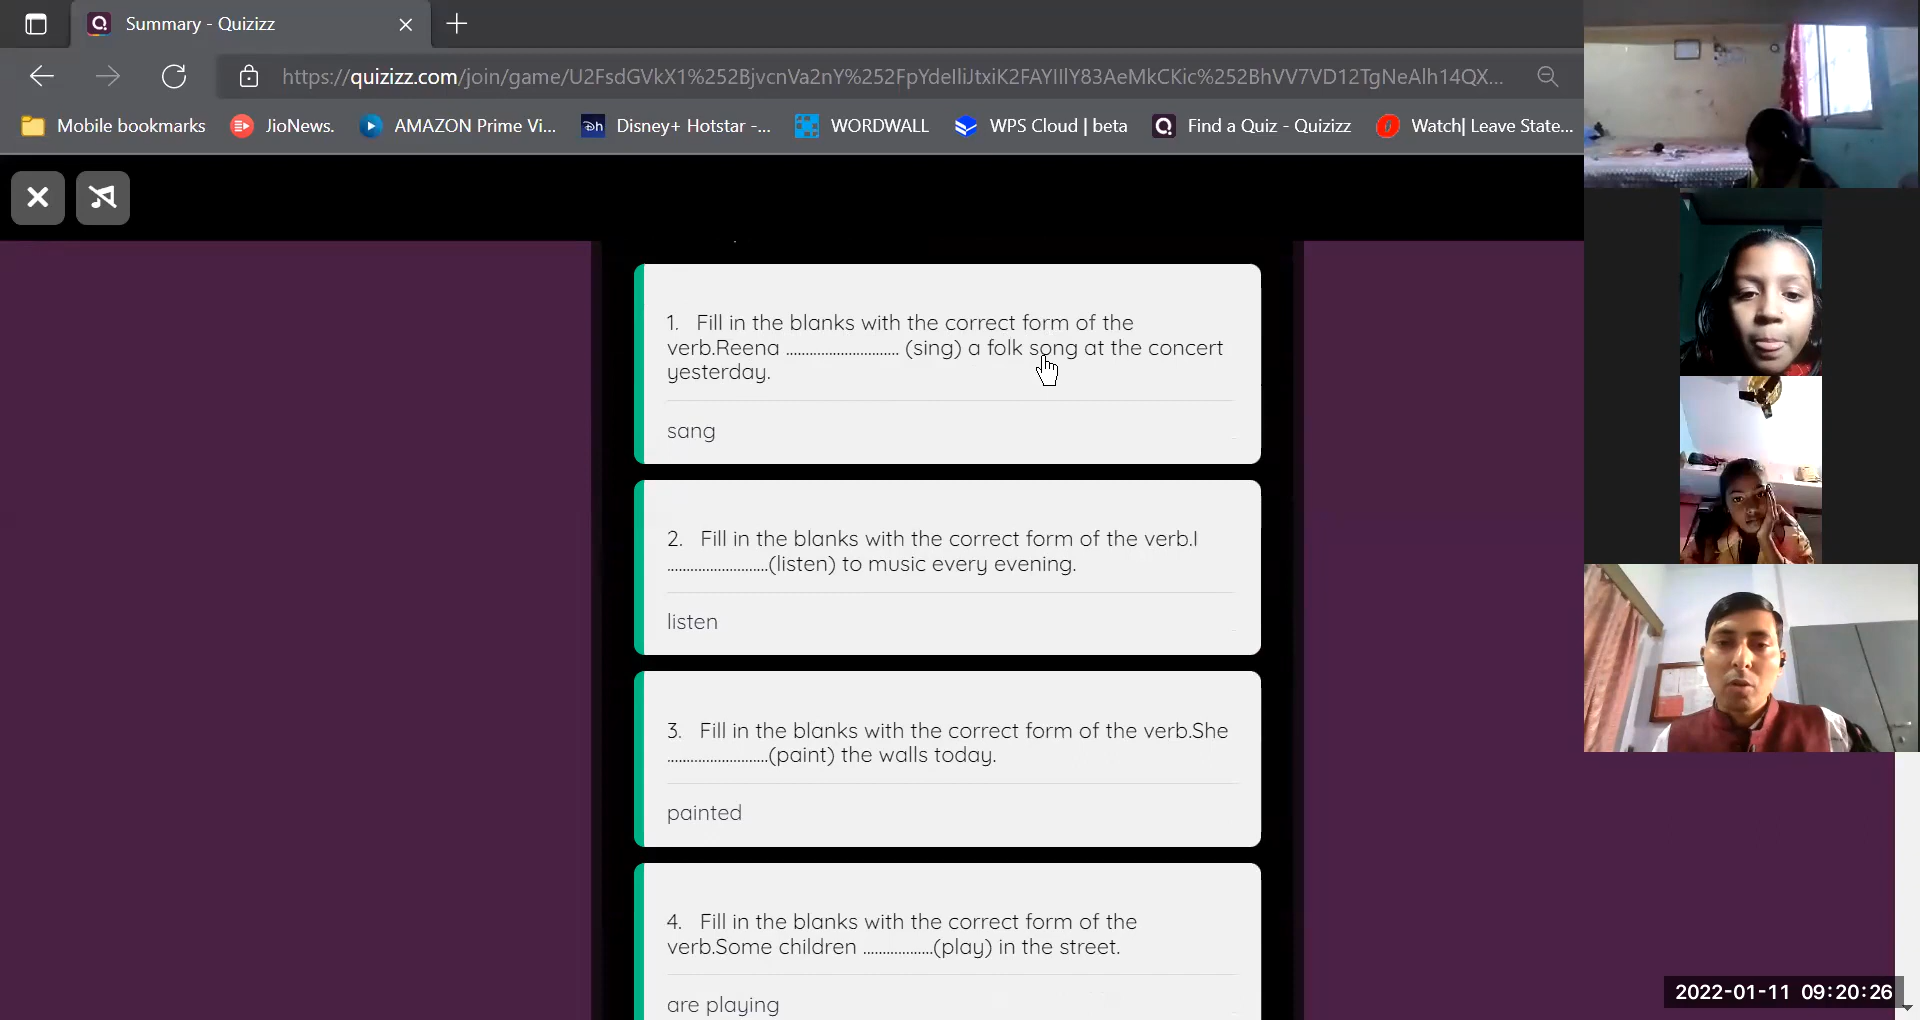 Summary - Quizizz
https://quizizz.com/join/game/U2FsdGVkX1%252BjvcnVa2nY%252FpYdeIliJtxiK2FAYIIlY83AeMkCKic%252BhVV7VD12TgNeAlh14QX...
Mobile bookmarks JioNews. AMAZON Prime Vi... Disney+ Hotstar -... WORDWALL WPS Cloud | beta Find a Quiz - Quizizz Watch| Leave State...
1. Fill in the blanks with the correct form of the
verb.Reena ............................ (sing) a folk song at the concert
yesterday.
sang
2. Fill in the blanks with the correct form of the verb.I
.........................(listen) to music every evening.
listen
3. Fill in the blanks with the correct form of the verb.She
.........................(paint) the walls today.
painted
4. Fill in the blanks with the correct form of the
verb.Some children .................(play) in the street.
are playing
2022-01-11 09:20:26